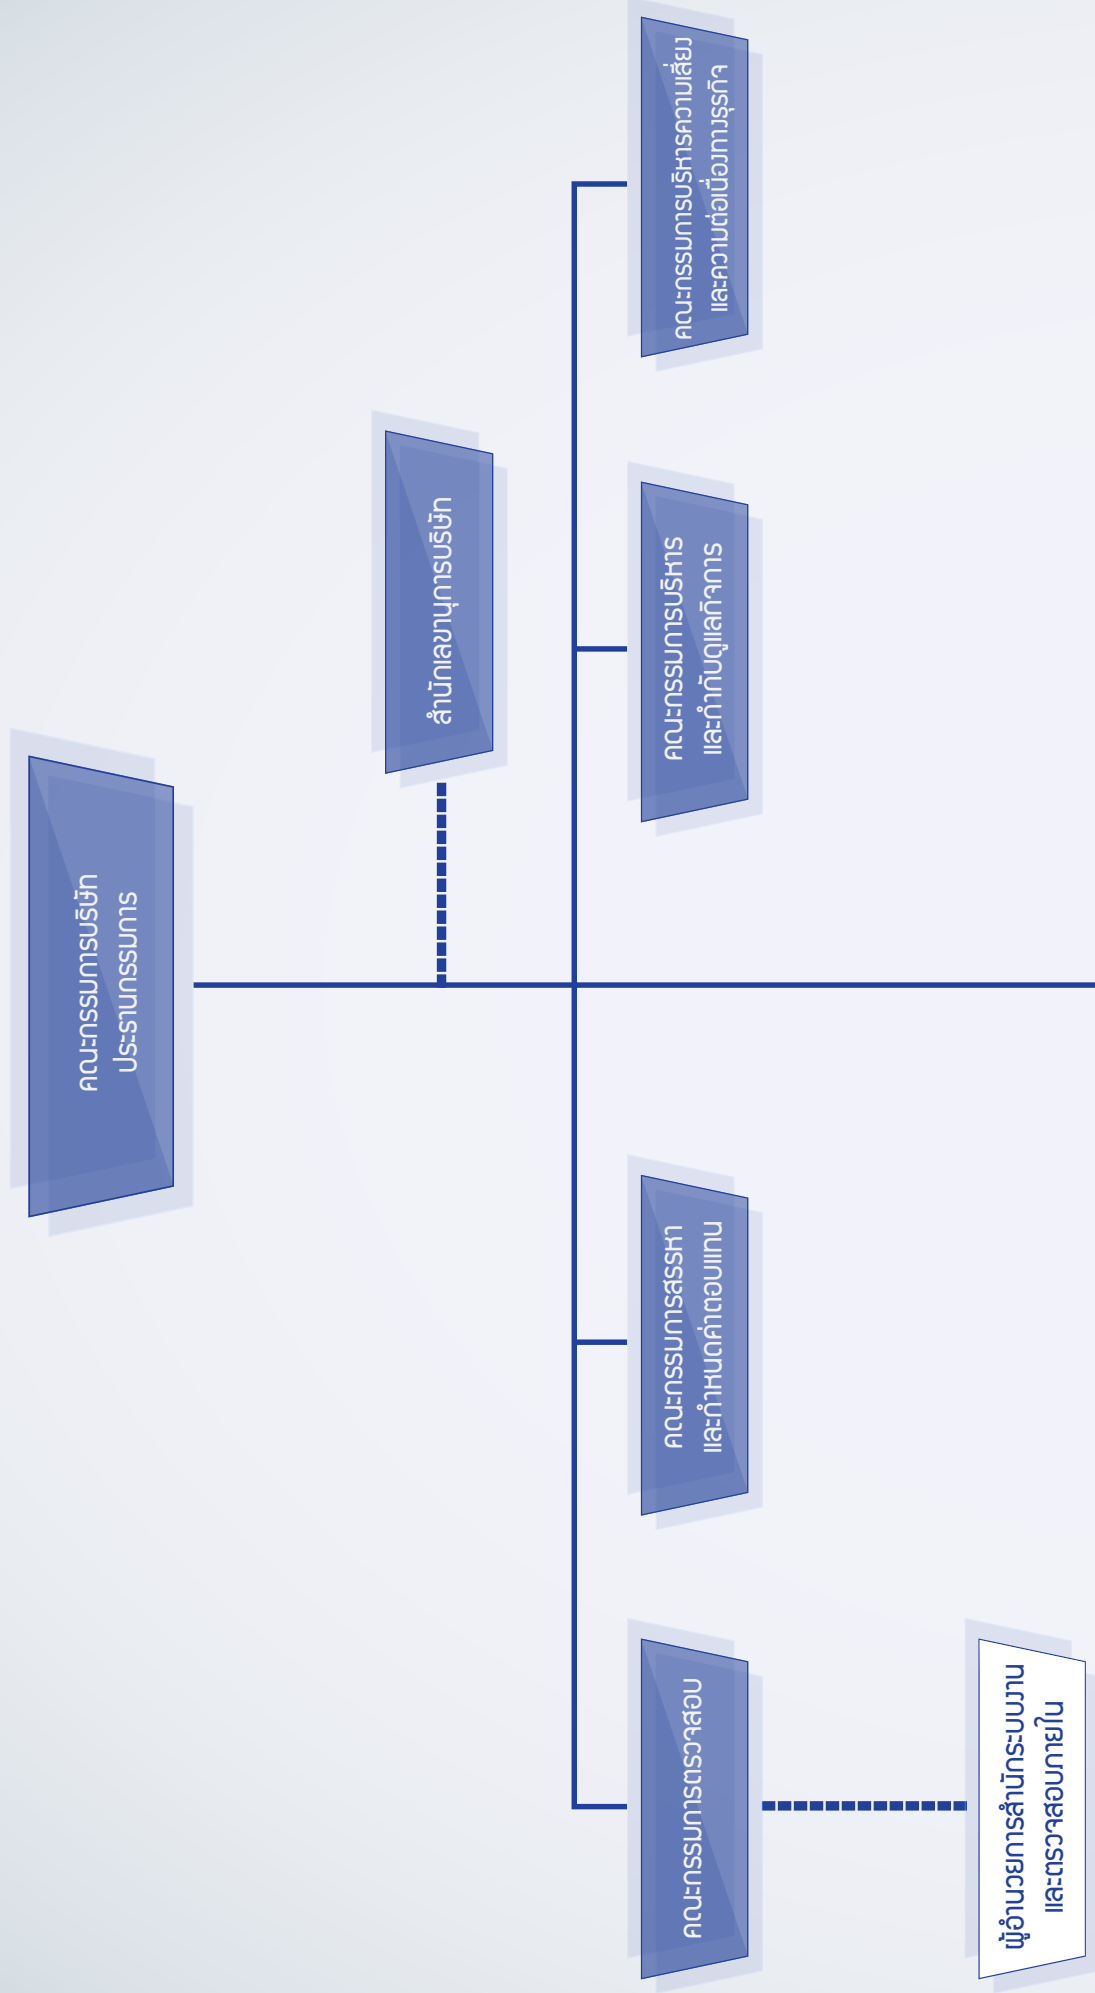 คณะกรรมการบริษัท
ประธานกรรมการ
สำนักเลขานุการบริษัท
คณะกรรมการตรวจสอบ
คณะกรรมการสรรหา
และกำหนดค่าตอบแทน
คณะกรรมการบริหาร
และกำกับดูแลกิจการ
คณะกรรมการบริหารความเสี่ยง
และความต่อเนื่องทางธุรกิจ
ผู้อำนวยการสำนักระบบงาน
และตรวจสอบภายใน